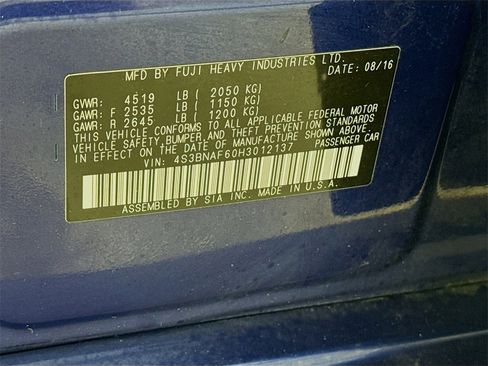 MFD BY FUJI HEAVY INDUSTRIES LTD.
DATE: 08/16
GVWR: 4519 LB ( 2050 KG)
GAWR: F 2535 LB ( 1150 KG)
GAWR: R 2645 LB ( 1200 KG)
THIS VEHICLE CONFORMS TO ALL APPLICABLE FEDERAL MOTOR
VEHICLE SAFETY, BUMPER, AND THEFT PREVENTION STANDARDS
IN EFFECT ON THE DATE OF MANUFACTURE SHOWN ABOVE.
VIN: 4S3BNAF60H3012137 PASSENGER CAR
ASSEMBLED BY SIA INC. MADE IN U.S.A.